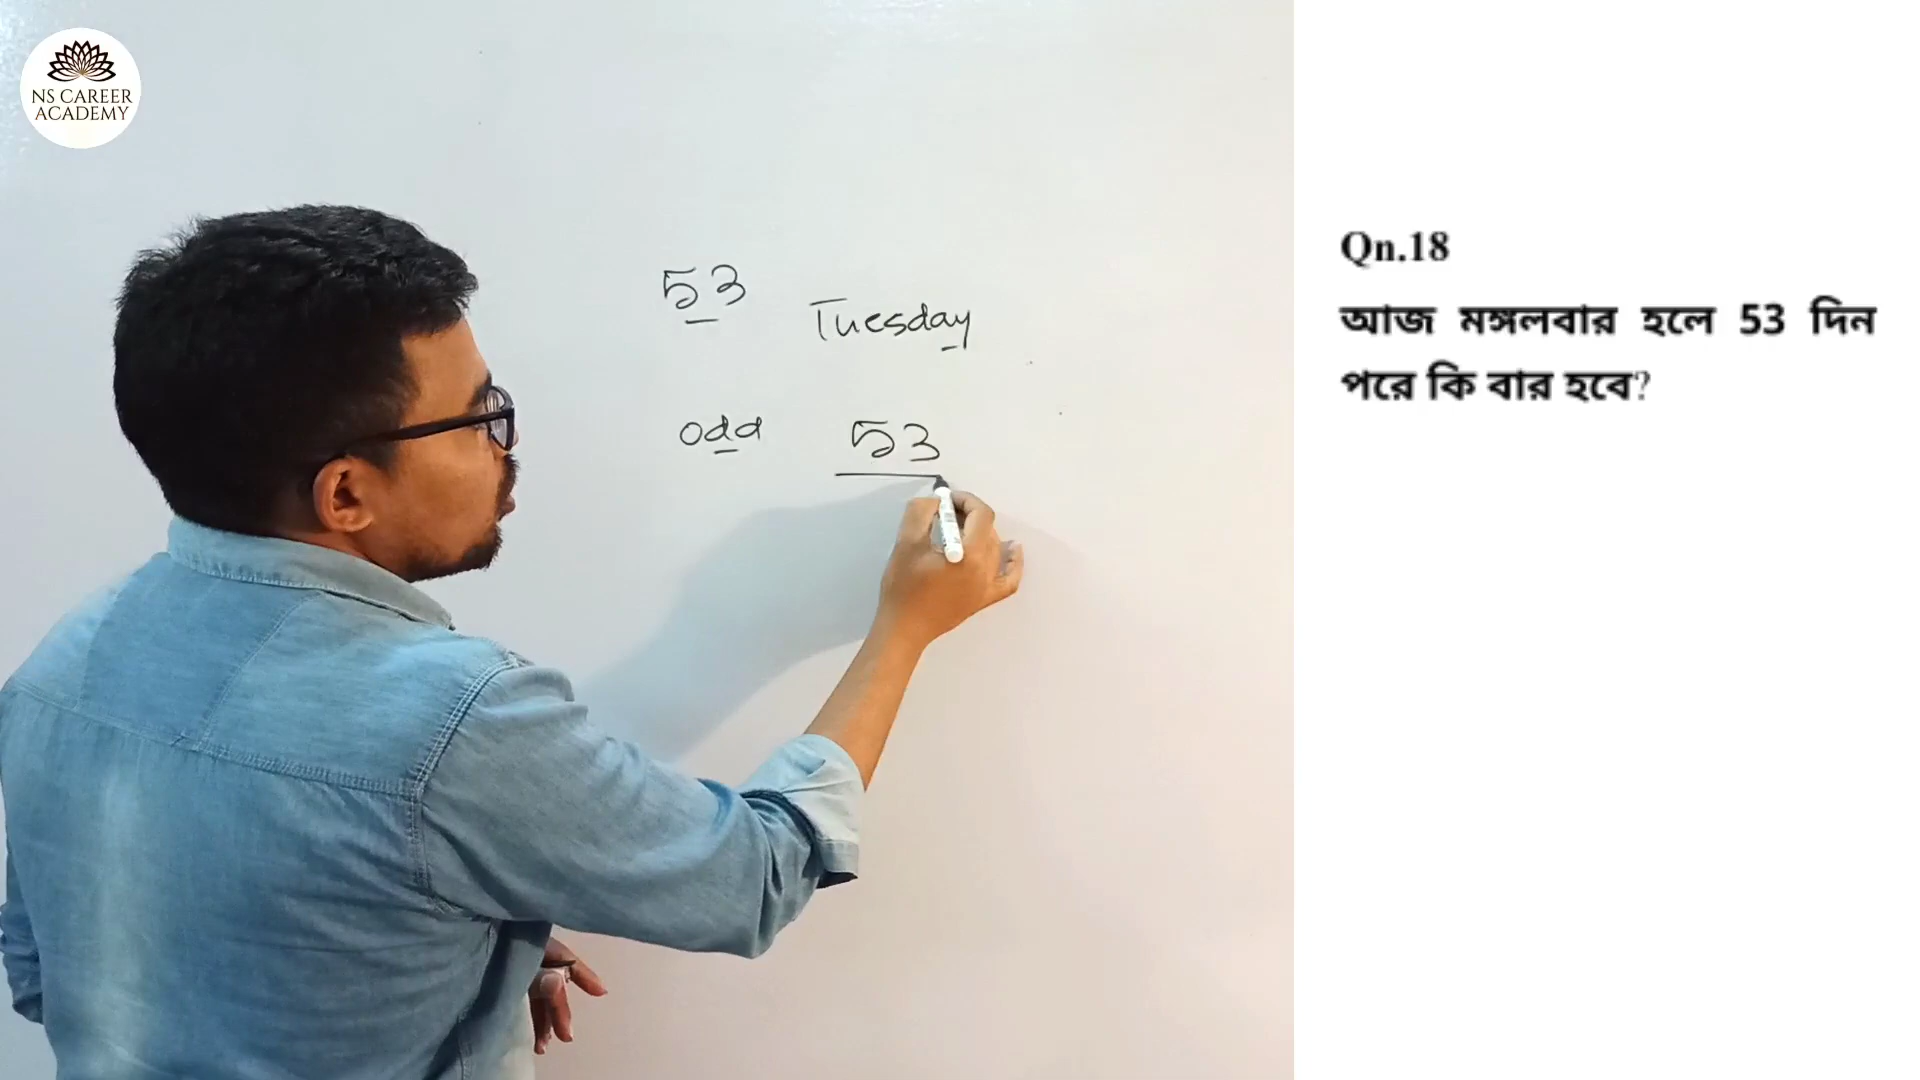 NS CAREER
ACADEMY
53 Tuesday
odd 53
Qn.18
আজ মঙ্গলবার হলে 53 দিন
পরে কি বার হবে?